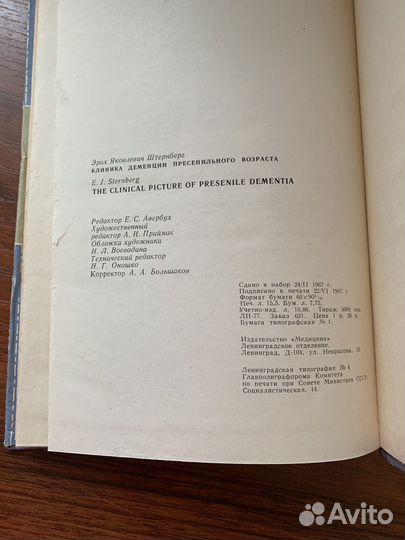 Эрих Яковлевич Штернберг
КЛИНИКА ДЕМЕНЦИЙ ПРЕСЕНИЛЬНОГО ВОЗРАСТА
E. I. Sternberg
THE CLINICAL PICTURE OF PRESENILE DEMENTIA
Редактор Е. С. Авербух
Художественный
редактор А. И. Приймак
Обложка художника
Н. Л. Воеводина
Технический редактор
Н. Г. Оношко
Корректор А. А. Большаков
Сдано в набор 24/II 1967 г.
Подписано к печати 22/VI 1967 г.
Формат бумаги 60×90¹/₁₆.
Печ. л. 15,5. Бум. л. 7,75.
Учетно-изд. л. 16,86. Тираж 5000 экз.
ЛН-77. Заказ 631. Цена 1 р. 28 к.
Бумага типографская № 1.
Издательство «Медицина»
Ленинградское отделение.
Ленинград, Д-104, ул. Некрасова, 10.
Ленинградская типография № 4
Главполиграфпрома Комитета
по печати при Совете Министров СССР,
Социалистическая, 14.
Avito